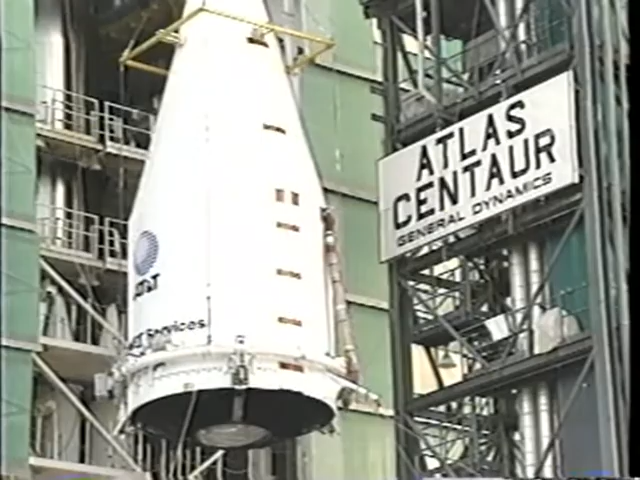 AT&T
Services
ATLAS
CENTAUR
GENERAL DYNAMICS